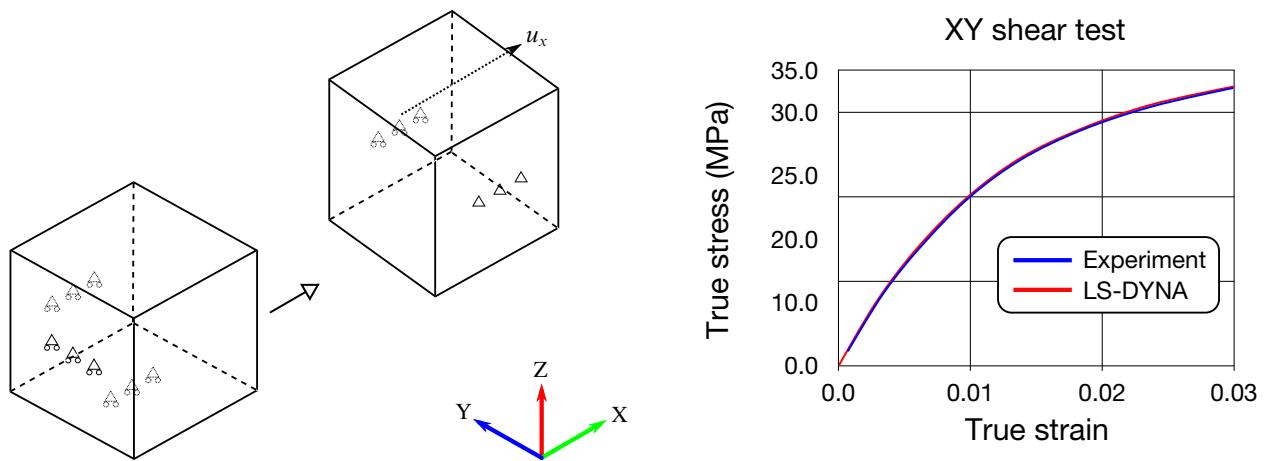 u_x
Z
Y
X
XY shear test
True stress (MPa)
35.0
30.0
25.0
20.0
10.0
0.0
Experiment
LS-DYNA
0.0
0.01
0.02
0.03
True strain